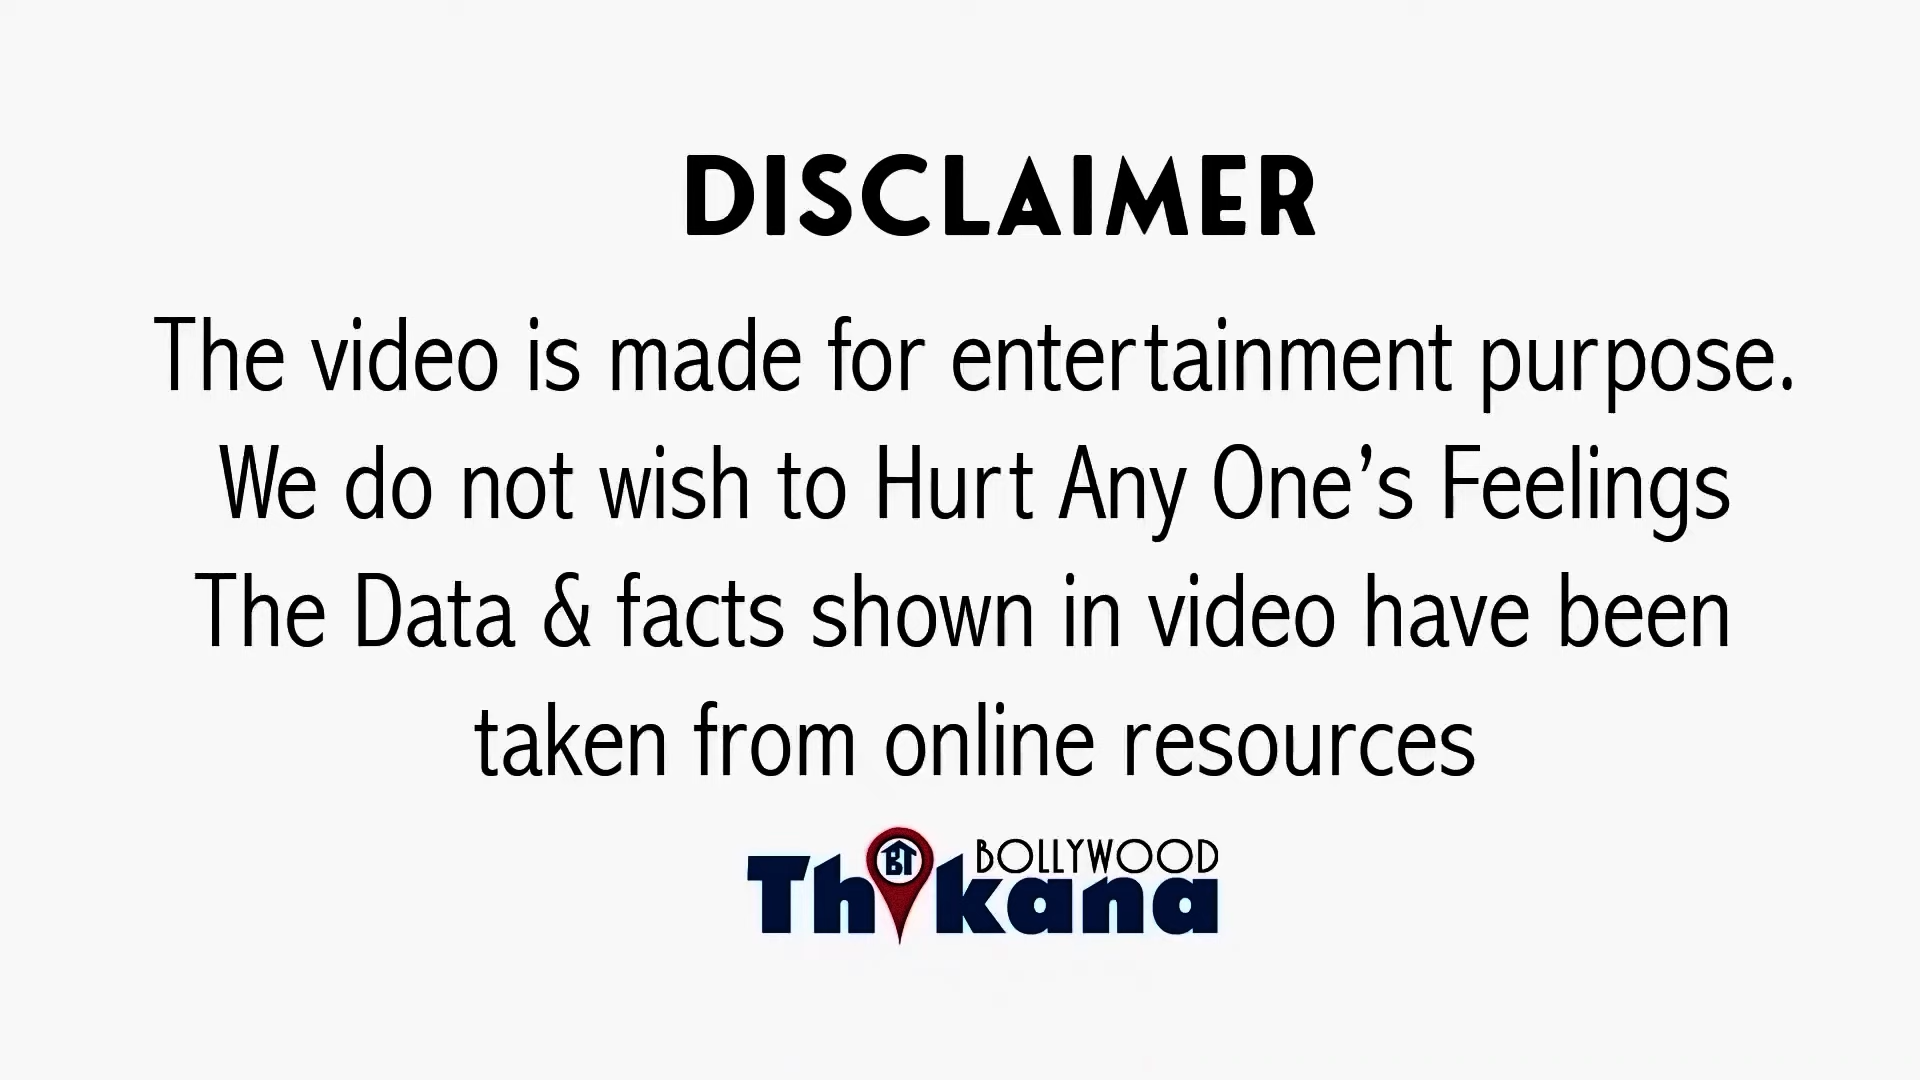 DISCLAIMER
The video is made for entertainment purpose.
We do not wish to Hurt Any One’s Feelings
The Data & facts shown in video have been
taken from online resources
BOLLYWOOD
BT
Thikana